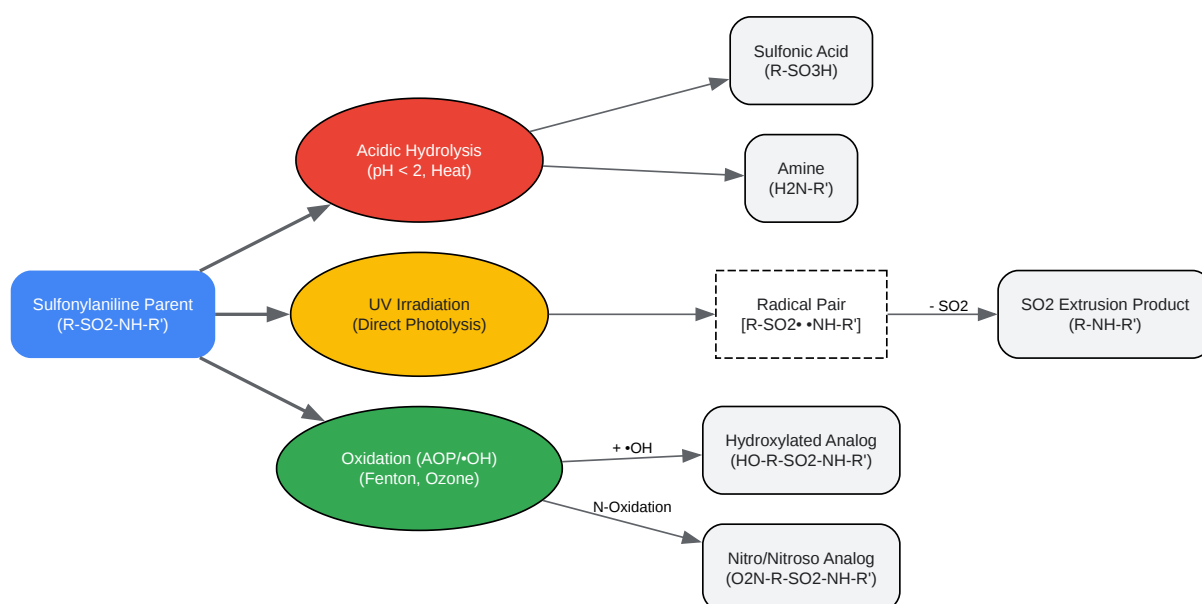 Sulfonic Acid
(R-SO3H)
Acidic Hydrolysis
(pH < 2, Heat)
Amine
(H2N-R')
Sulfonylaniline Parent
(R-SO2-NH-R')
UV Irradiation
(Direct Photolysis)
Radical Pair
[R-SO2• •NH-R']
- SO2
SO2 Extrusion Product
(R-NH-R')
Oxidation (AOP/•OH)
(Fenton, Ozone)
+ •OH
Hydroxylated Analog
(HO-R-SO2-NH-R')
N-Oxidation
Nitro/Nitroso Analog
(O2N-R-SO2-NH-R')